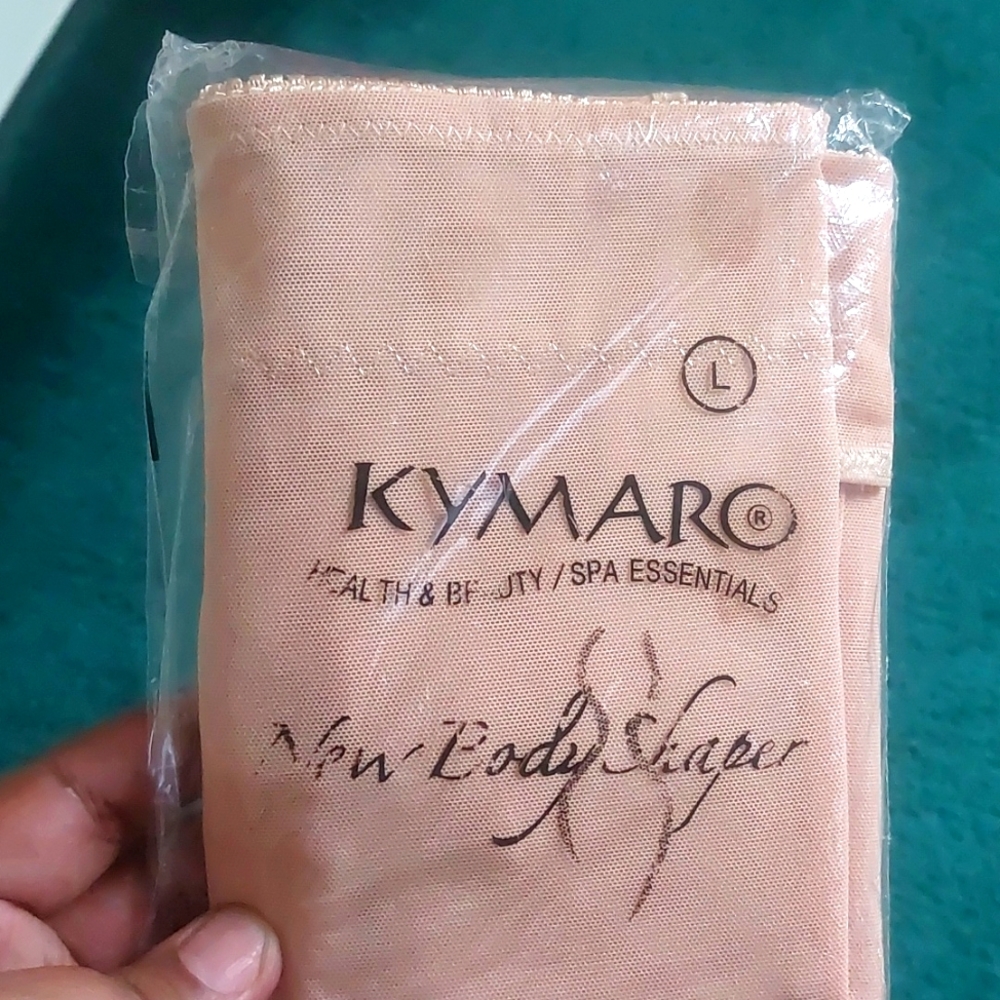 L
KYMARO®
HEALTH & BEAUTY / SPA ESSENTIALS
New Body Shaper